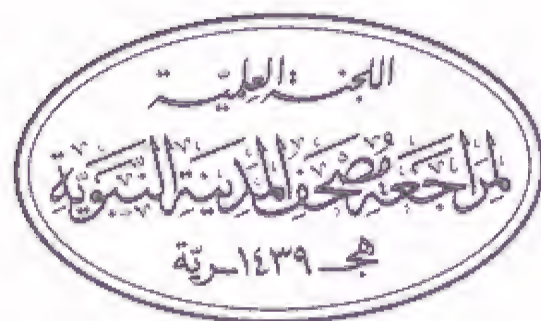 اللجنة العلمية
لمراجعة مصحف المدينة النبوية
هجـ ١٤٣٩ ـرية